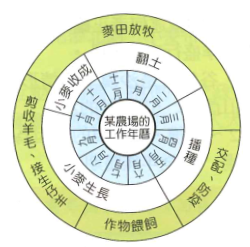 麥田放牧
交配、防疫
作物餵飼
剪收羊毛、接生幼羊
翻土
播種
小麥生長
小麥收成
一月
二月
三月
四月
五月
六月
七月
八月
九月
十月
十一月
十二月
某農場的
工作年曆